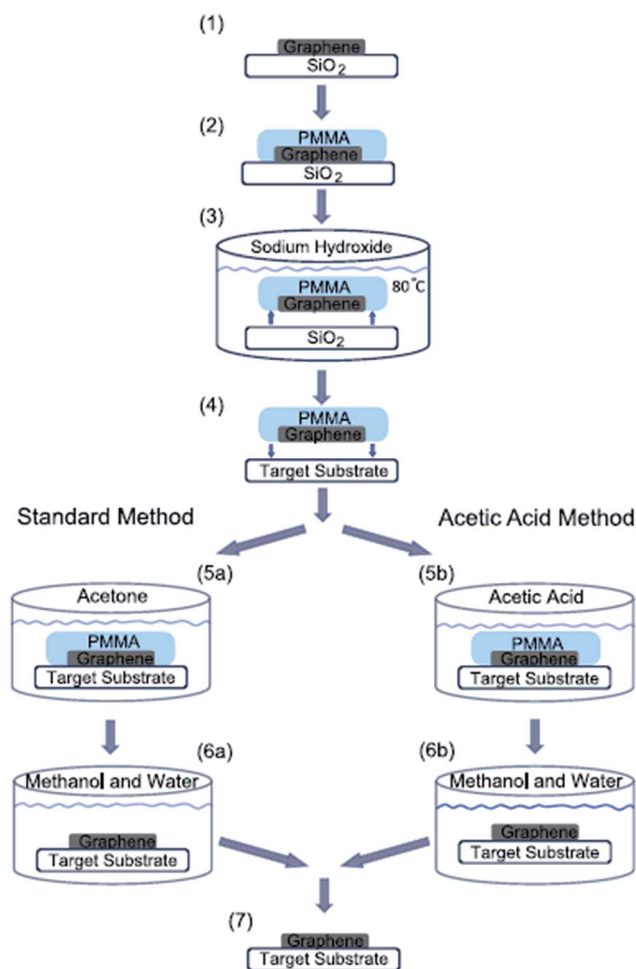 (1)
Graphene
SiO2
(2)
PMMA
Graphene
SiO2
(3)
Sodium Hydroxide
PMMA
80°C
Graphene
SiO2
(4)
PMMA
Graphene
Target Substrate
Standard Method
Acetic Acid Method
(5a)
Acetone
PMMA
Graphene
Target Substrate
(5b)
Acetic Acid
PMMA
Graphene
Target Substrate
(6a)
Methanol and Water
Graphene
Target Substrate
(6b)
Methanol and Water
Graphene
Target Substrate
(7)
Graphene
Target Substrate